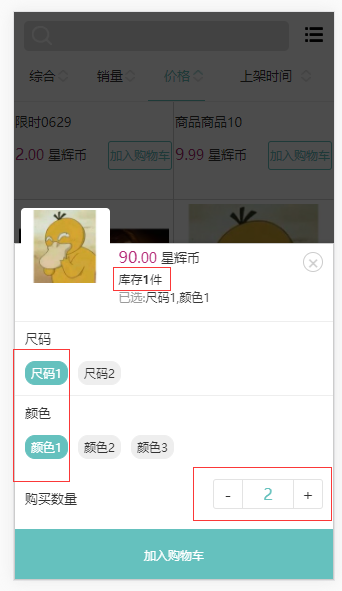 综合 销量 价格 上架时间
限时0629 商品商品10
2.00 星辉币 加入购物车 9.99 星辉币 加入购物车
90.00 星辉币
库存1件
已选:尺码1,颜色1
尺码
尺码1 尺码2
颜色
颜色1 颜色2 颜色3
购买数量 - 2 +
加入购物车